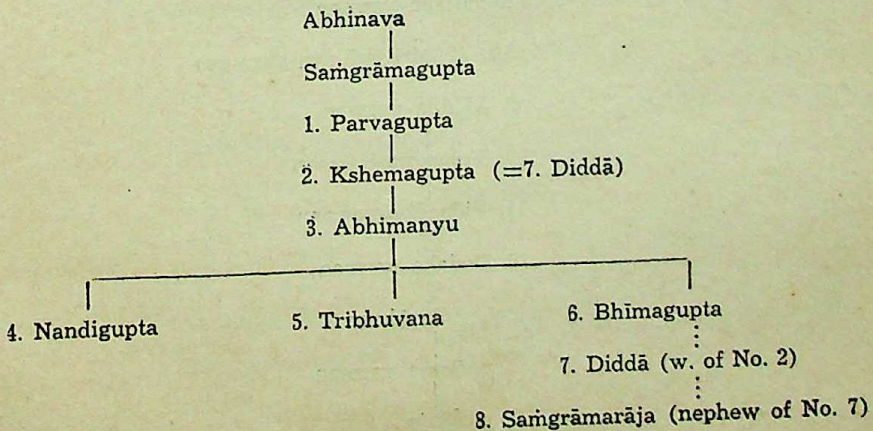 Abhinava
Saṁgrāmagupta
1. Parvagupta
2. Kshemagupta (=7. Diddā)
3. Abhimanyu
4. Nandigupta
5. Tribhuvana
6. Bhīmagupta
7. Diddā (w. of No. 2)
8. Saṁgrāmarāja (nephew of No. 7)